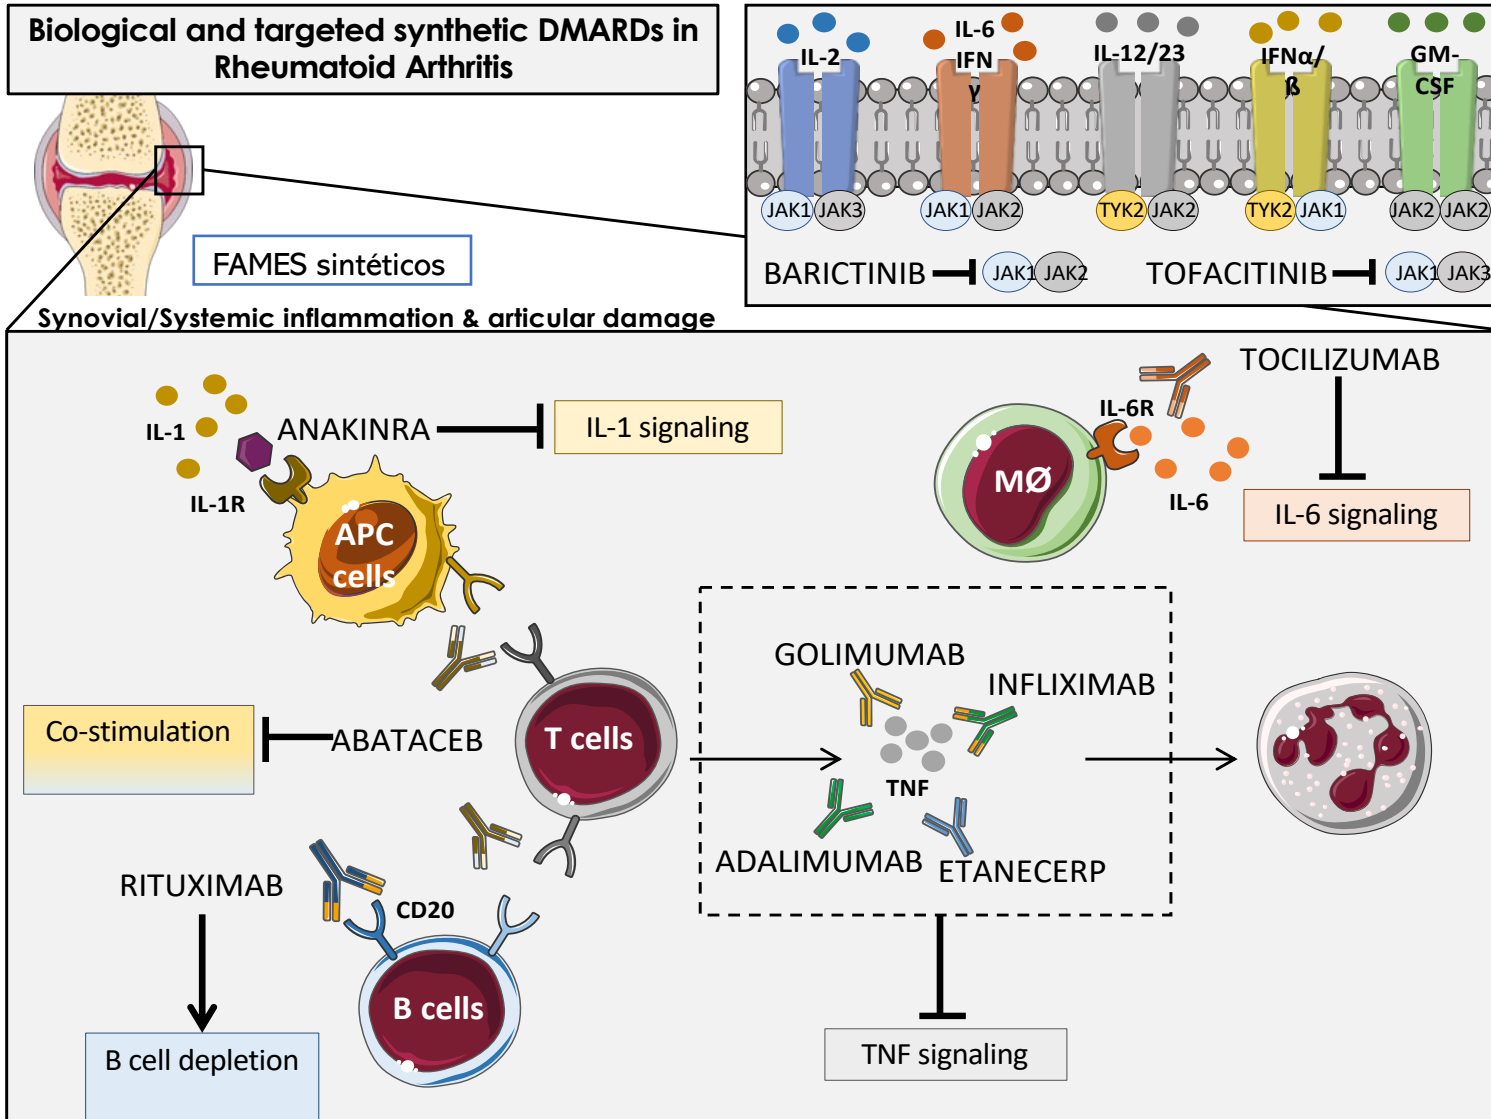 Biological and targeted synthetic DMARDs in
Rheumatoid Arthritis
FAMES sintéticos
IL-2
IL-6
IFN
γ
IL-12/23
IFNα/
ß
GM-
CSF
JAK1 JAK3
JAK1 JAK2
TYK2 JAK2
TYK2 JAK1
JAK2 JAK2
BARICTINIB
JAK1 JAK2
TOFACITINIB
JAK1 JAK3
Synovial/Systemic inflammation & articular damage
IL-1
ANAKINRA
IL-1 signaling
IL-1R
APC
cells
TOCILIZUMAB
IL-6R
MØ
IL-6
IL-6 signaling
Co-stimulation
ABATACEB
T cells
GOLIMUMAB
INFLIXIMAB
TNF
ADALIMUMAB
ETANECERP
TNF signaling
RITUXIMAB
CD20
B cells
B cell depletion